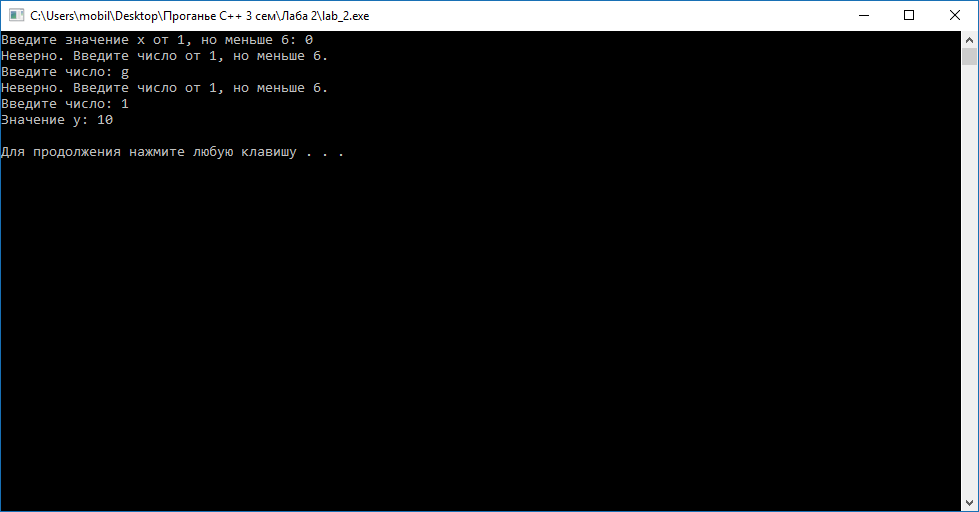 C:\Users\mobil\Desktop\Проганье C++ 3 сем\Лаба 2\lab_2.exe
Введите значение x от 1, но меньше 6: 0
Неверно. Введите число от 1, но меньше 6.
Введите число: g
Неверно. Введите число от 1, но меньше 6.
Введите число: 1
Значение y: 10
Для продолжения нажмите любую клавишу . . .